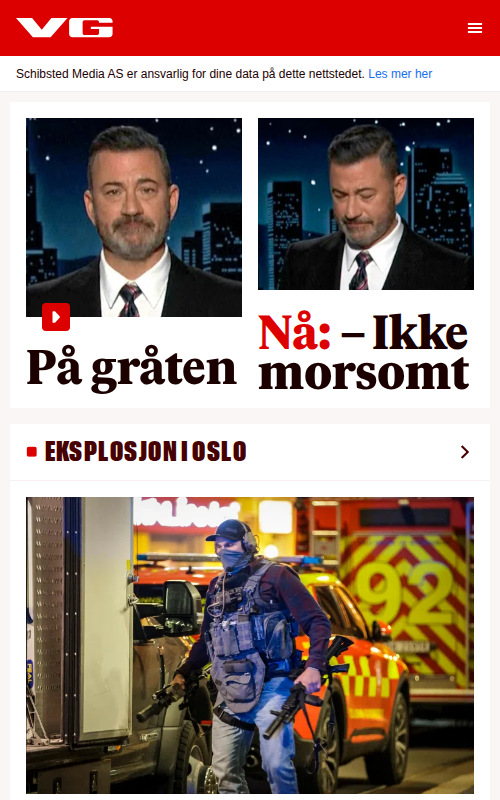 VG
Schibsted Media AS er ansvarlig for dine data på dette nettstedet. Les mer her
På gråten
Nå: – Ikke
morsomt
EKSPLOSJON I OSLO
92